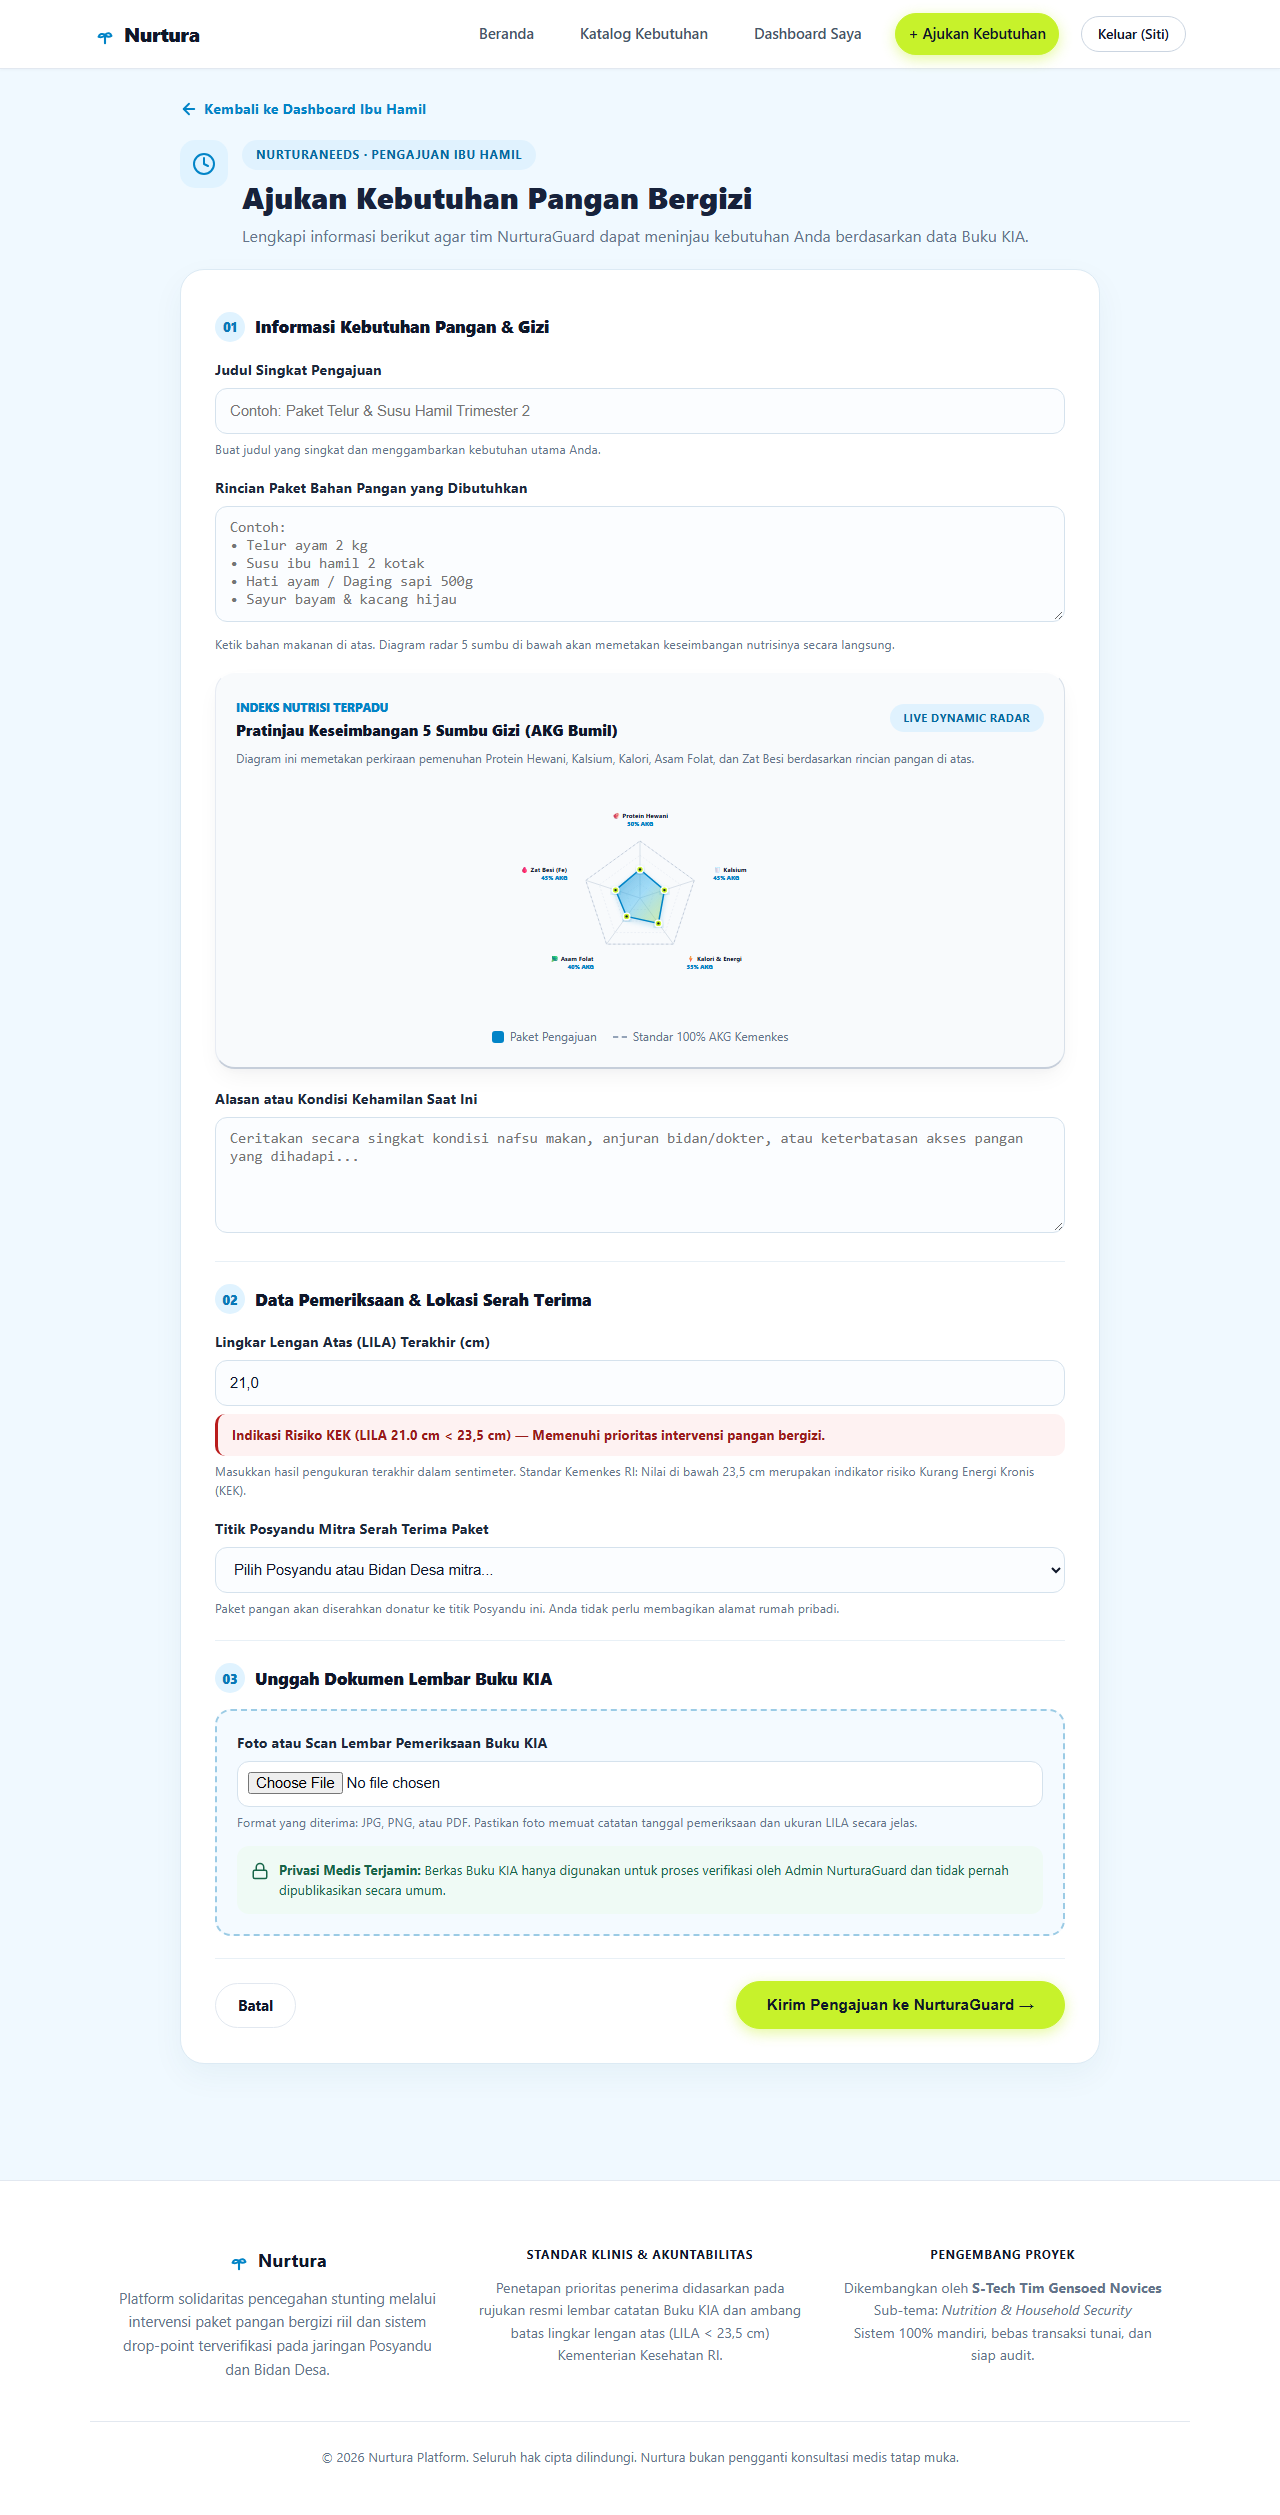 Nurtura
Beranda
Katalog Kebutuhan
Dashboard Saya
+ Ajukan Kebutuhan
Keluar (Siti)
← Kembali ke Dashboard Ibu Hamil
NURTURANEEDS · PENGAJUAN IBU HAMIL
Ajukan Kebutuhan Pangan Bergizi
Lengkapi informasi berikut agar tim NurturaGuard dapat meninjau kebutuhan Anda berdasarkan data Buku KIA.
01 Informasi Kebutuhan Pangan & Gizi
Judul Singkat Pengajuan
Contoh: Paket Telur & Susu Hamil Trimester 2
Buat judul yang singkat dan menggambarkan kebutuhan utama Anda.
Rincian Paket Bahan Pangan yang Dibutuhkan
Contoh:
• Telur ayam 2 kg
• Susu ibu hamil 2 kotak
• Hati ayam / Daging sapi 500g
• Sayur bayam & kacang hijau
Ketik bahan makanan di atas. Diagram radar 5 sumbu di bawah akan memetakan keseimbangan nutrisinya secara langsung.
INDEKS NUTRISI TERPADU
Pratinjau Keseimbangan 5 Sumbu Gizi (AKG Bumil)
LIVE DYNAMIC RADAR
Diagram ini memetakan perkiraan pemenuhan Protein Hewani, Kalsium, Kalori, Asam Folat, dan Zat Besi berdasarkan rincian pangan di atas.
Protein Hewani
50% AKG
Zat Besi (Fe)
45% AKG
Kalsium
45% AKG
Asam Folat
40% AKG
Kalori & Energi
55% AKG
Paket Pengajuan
Standar 100% AKG Kemenkes
Alasan atau Kondisi Kehamilan Saat Ini
Ceritakan secara singkat kondisi nafsu makan, anjuran bidan/dokter, atau keterbatasan akses pangan
yang dihadapi...
02 Data Pemeriksaan & Lokasi Serah Terima
Lingkar Lengan Atas (LILA) Terakhir (cm)
21,0
Indikasi Risiko KEK (LILA 21.0 cm < 23,5 cm) — Memenuhi prioritas intervensi pangan bergizi.
Masukkan hasil pengukuran terakhir dalam sentimeter. Standar Kemenkes RI: Nilai di bawah 23,5 cm merupakan indikator risiko Kurang Energi Kronis
(KEK).
Titik Posyandu Mitra Serah Terima Paket
Pilih Posyandu atau Bidan Desa mitra...
Paket pangan akan diserahkan donatur ke titik Posyandu ini. Anda tidak perlu membagikan alamat rumah pribadi.
03 Unggah Dokumen Lembar Buku KIA
Foto atau Scan Lembar Pemeriksaan Buku KIA
Choose File No file chosen
Format yang diterima: JPG, PNG, atau PDF. Pastikan foto memuat catatan tanggal pemeriksaan dan ukuran LILA secara jelas.
Privasi Medis Terjamin: Berkas Buku KIA hanya digunakan untuk proses verifikasi oleh Admin NurturaGuard dan tidak pernah
dipublikasikan secara umum.
Batal
Kirim Pengajuan ke NurturaGuard →
Nurtura
Platform solidaritas pencegahan stunting melalui
intervensi paket pangan bergizi riil dan sistem
drop-point terverifikasi pada jaringan Posyandu
dan Bidan Desa.
STANDAR KLINIS & AKUNTABILITAS
Penetapan prioritas penerima didasarkan pada
rujukan resmi lembar catatan Buku KIA dan ambang
batas lingkar lengan atas (LILA < 23,5 cm)
Kementerian Kesehatan RI.
PENGEMBANG PROYEK
Dikembangkan oleh S-Tech Tim Gensoed Novices
Sub-tema: Nutrition & Household Security
Sistem 100% mandiri, bebas transaksi tunai, dan
siap audit.
© 2026 Nurtura Platform. Seluruh hak cipta dilindungi. Nurtura bukan pengganti konsultasi medis tatap muka.